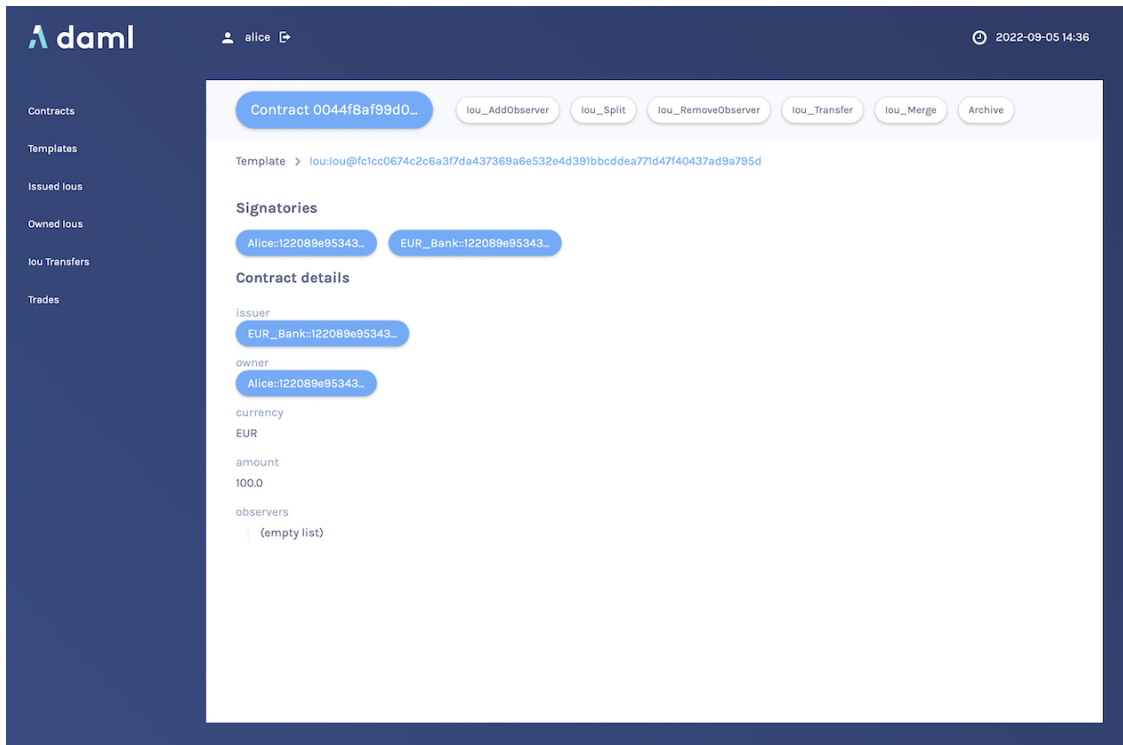 daml
alice
2022-09-05 14:36
Contracts
Templates
Issued Ious
Owned Ious
Iou Transfers
Trades
Contract 0044f8af99d0... Iou_AddObserver Iou_Split Iou_RemoveObserver Iou_Transfer Iou_Merge Archive
Template > Iou:Iou@fc1cc0674c2c6a3f7da437369a6e532e4d391bbcddea771d47f40437ad9a795d
Signatories
Alice::122089e95343... EUR_Bank::122089e95343...
Contract details
issuer
EUR_Bank::122089e95343...
owner
Alice::122089e95343...
currency
EUR
amount
100.0
observers
(empty list)